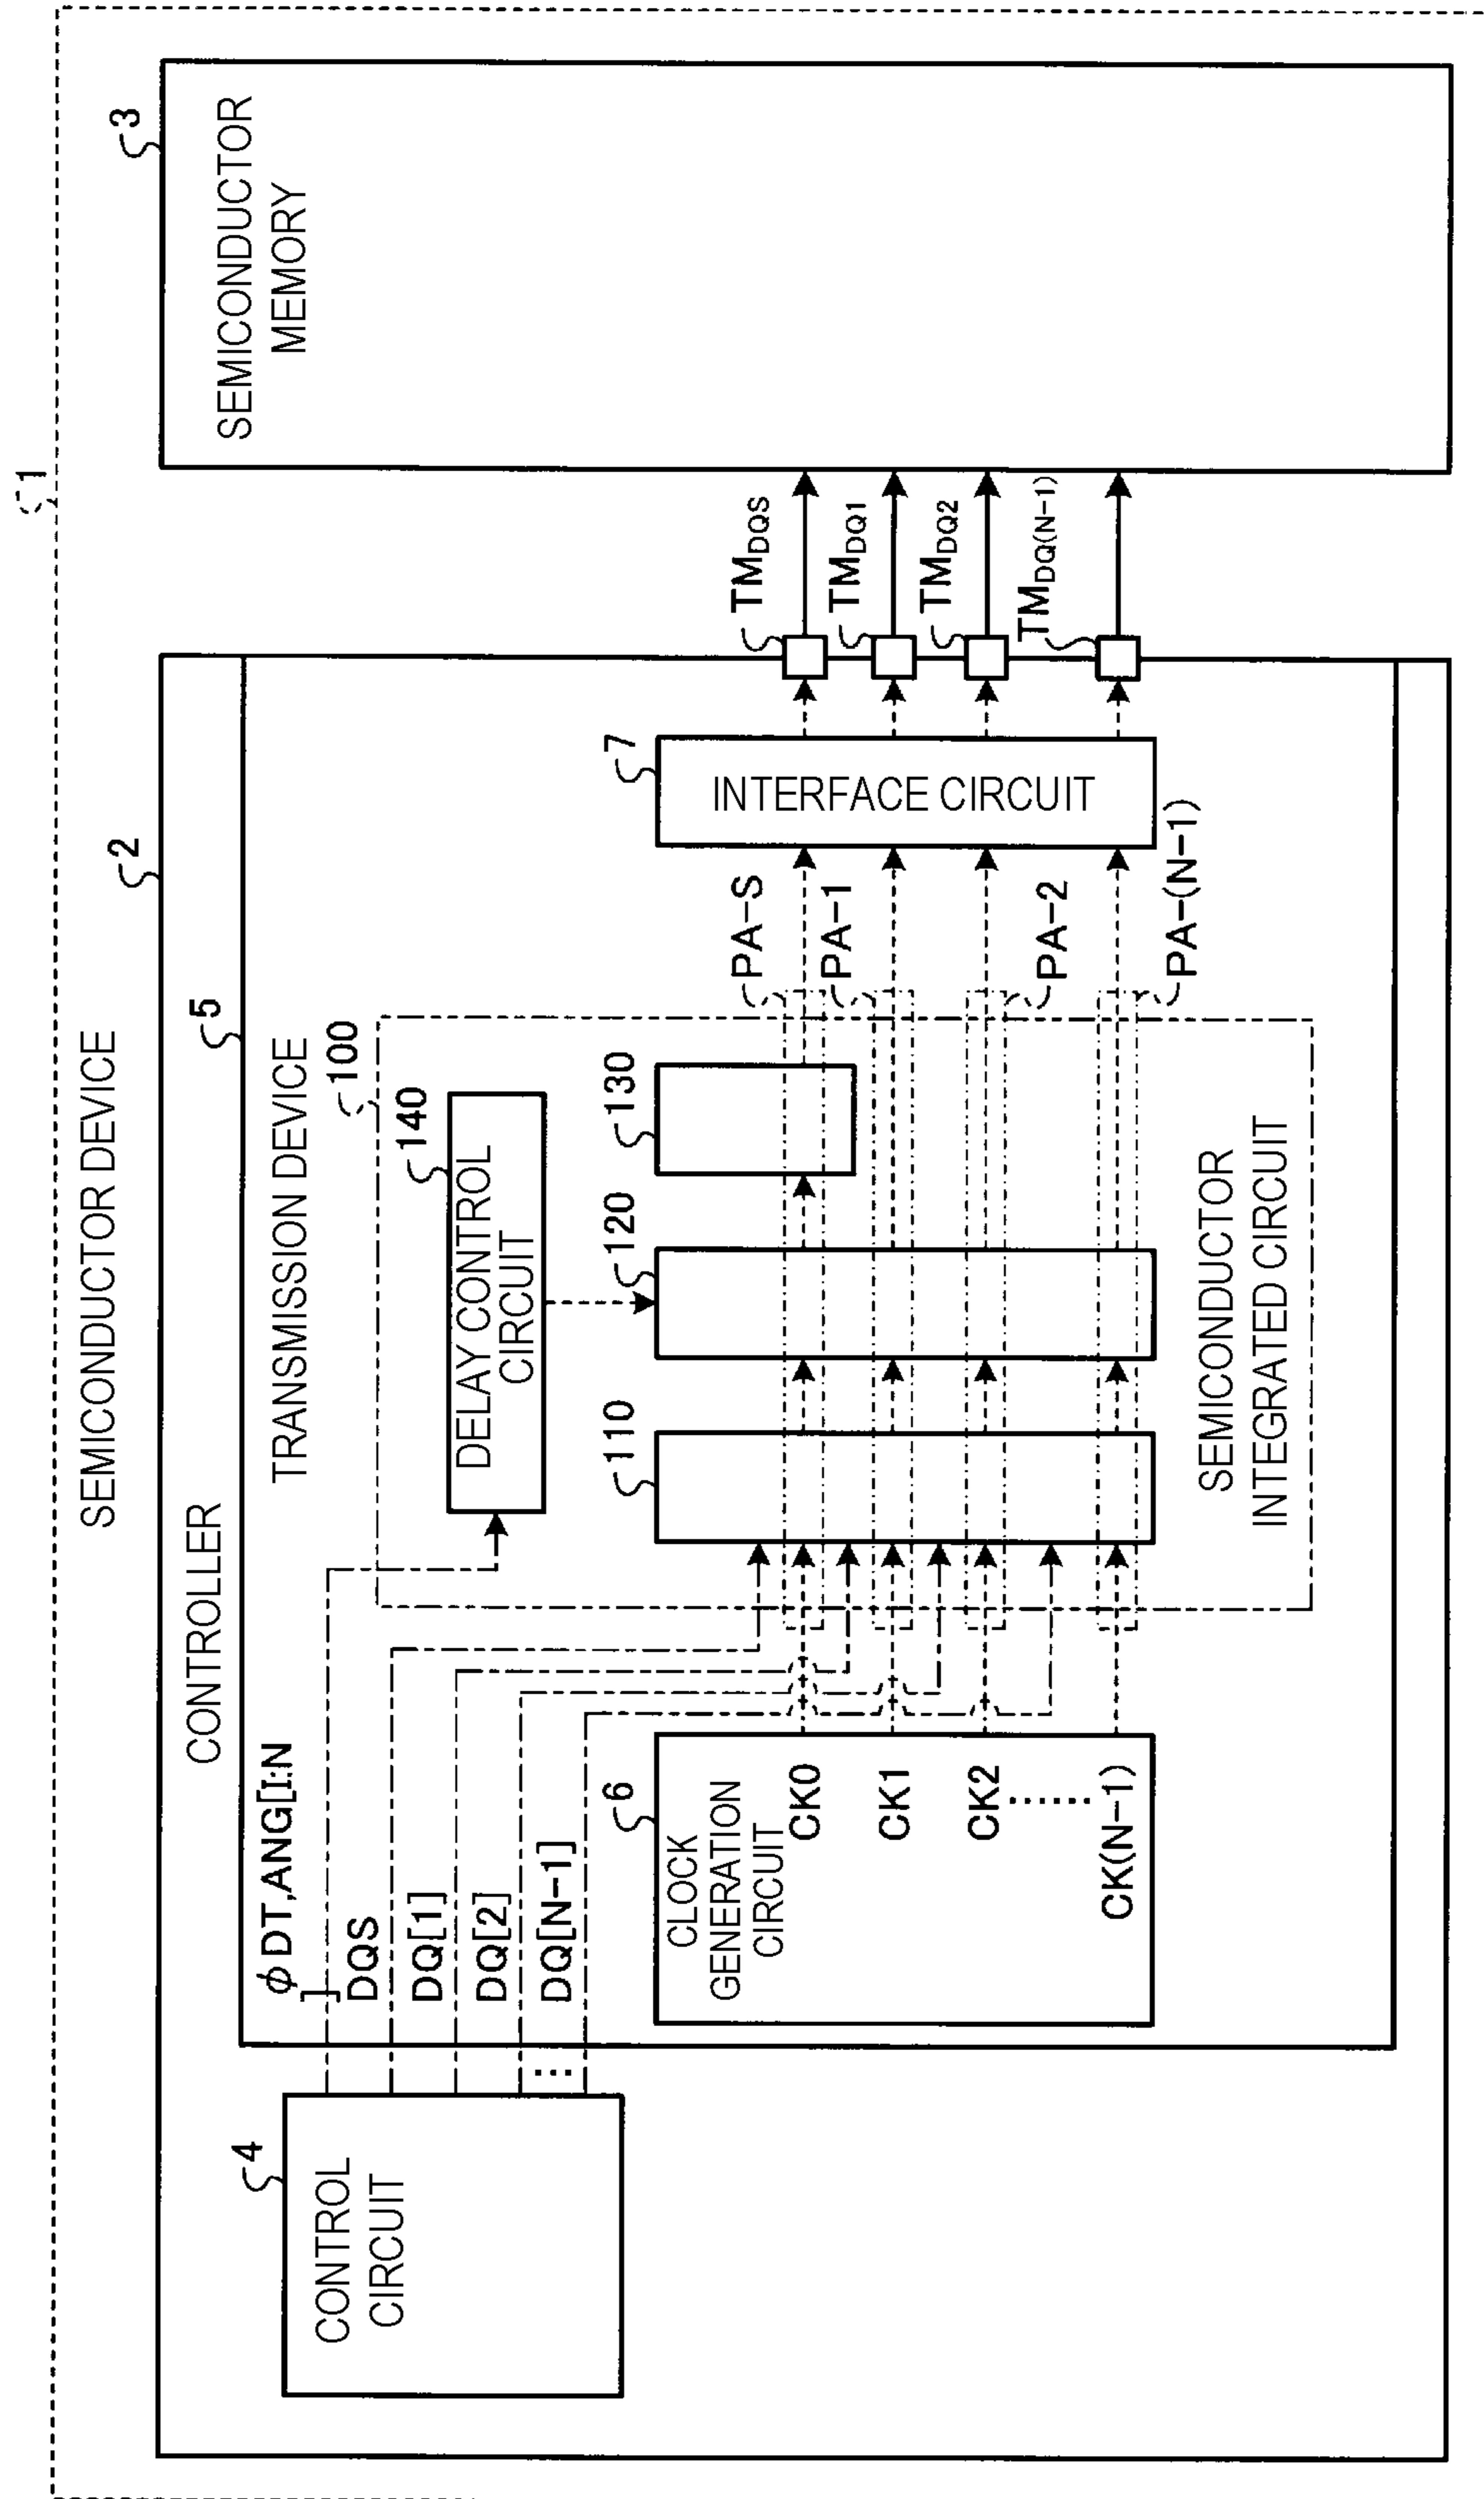 1
SEMICONDUCTOR DEVICE
2
CONTROLLER
3
SEMICONDUCTOR
MEMORY
4
CONTROL
CIRCUIT
5
TRANSMISSION DEVICE
φDT,ANG[I:N
]
DQS
DQ[1]
DQ[2]
DQ[N-1]
⋮
6
CLOCK
GENERATION
CIRCUIT
CK0
CK1
CK2
......
CK(N-1)
100
140
DELAY CONTROL
CIRCUIT
110
120
130
SEMICONDUCTOR
INTEGRATED CIRCUIT
PA-S
PA-1
PA-2
PA-(N-1)
7
INTERFACE CIRCUIT
TMDQS
TMDQ1
TMDQ2
TMDQ(N-1)